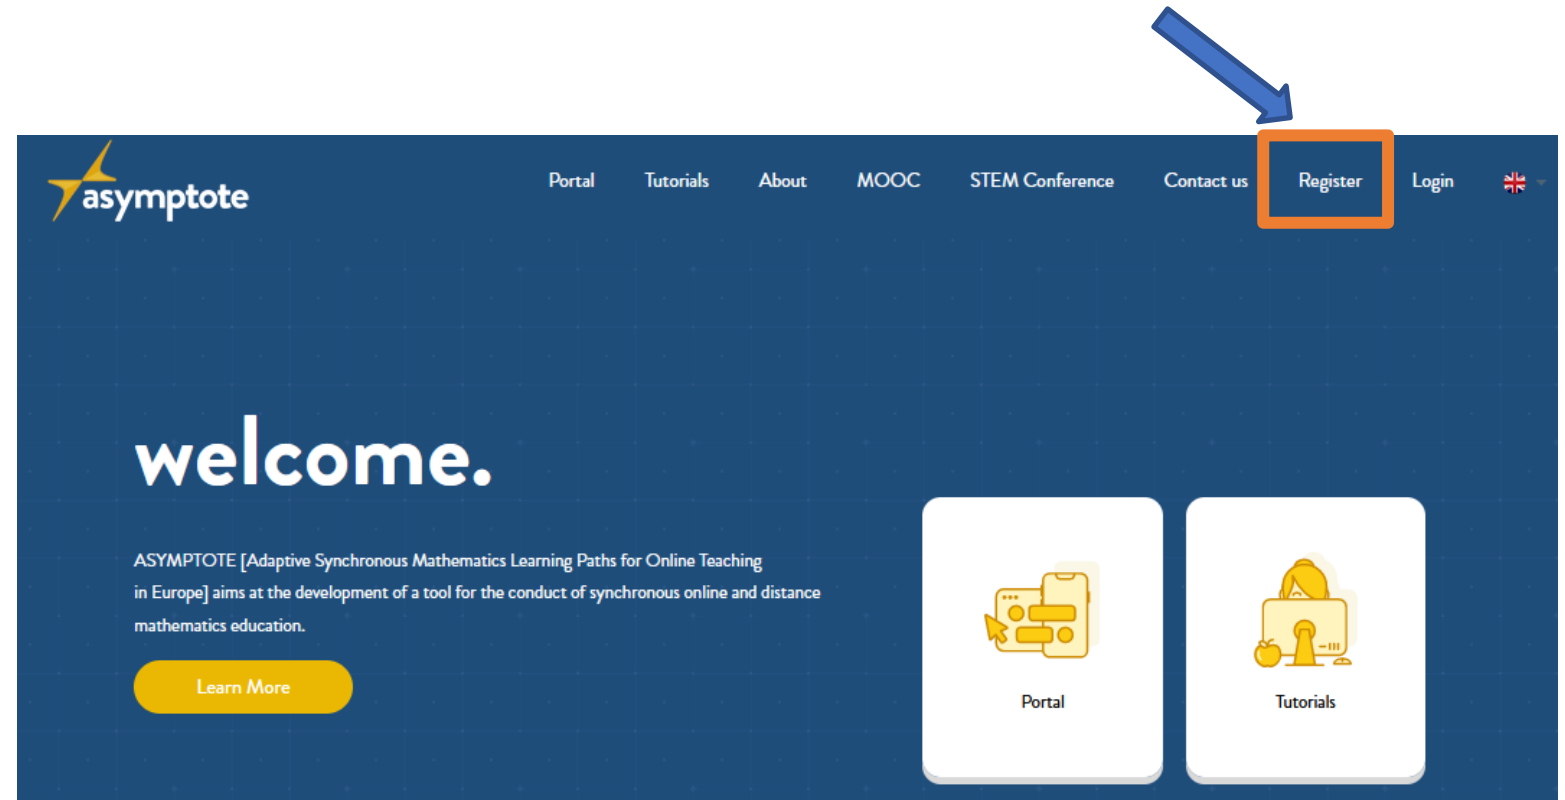 asymptote
Portal Tutorials About MOOC STEM Conference Contact us Register Login
welcome.
ASYMPTOTE [Adaptive Synchronous Mathematics Learning Paths for Online Teaching
in Europe] aims at the development of a tool for the conduct of synchronous online and distance
mathematics education.
Learn More
Portal
Tutorials